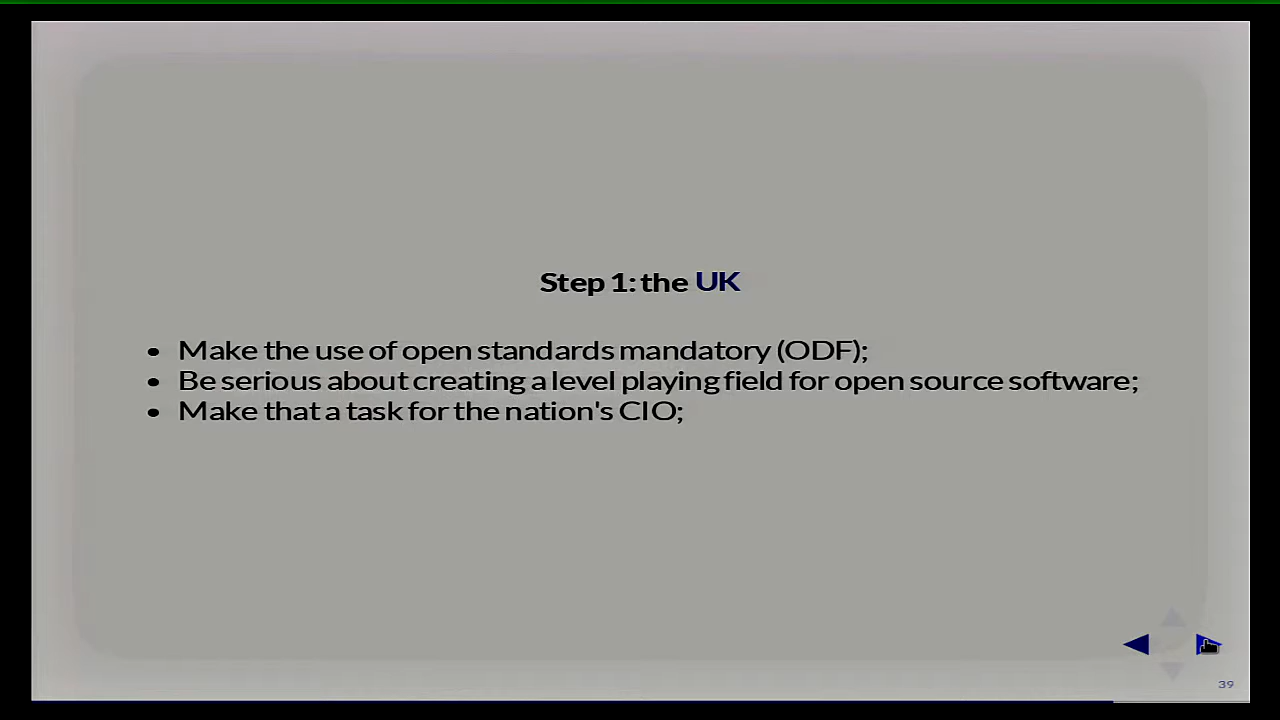 Step 1: the UK
• Make the use of open standards mandatory (ODF);
• Be serious about creating a level playing field for open source software;
• Make that a task for the nation's CIO;
39